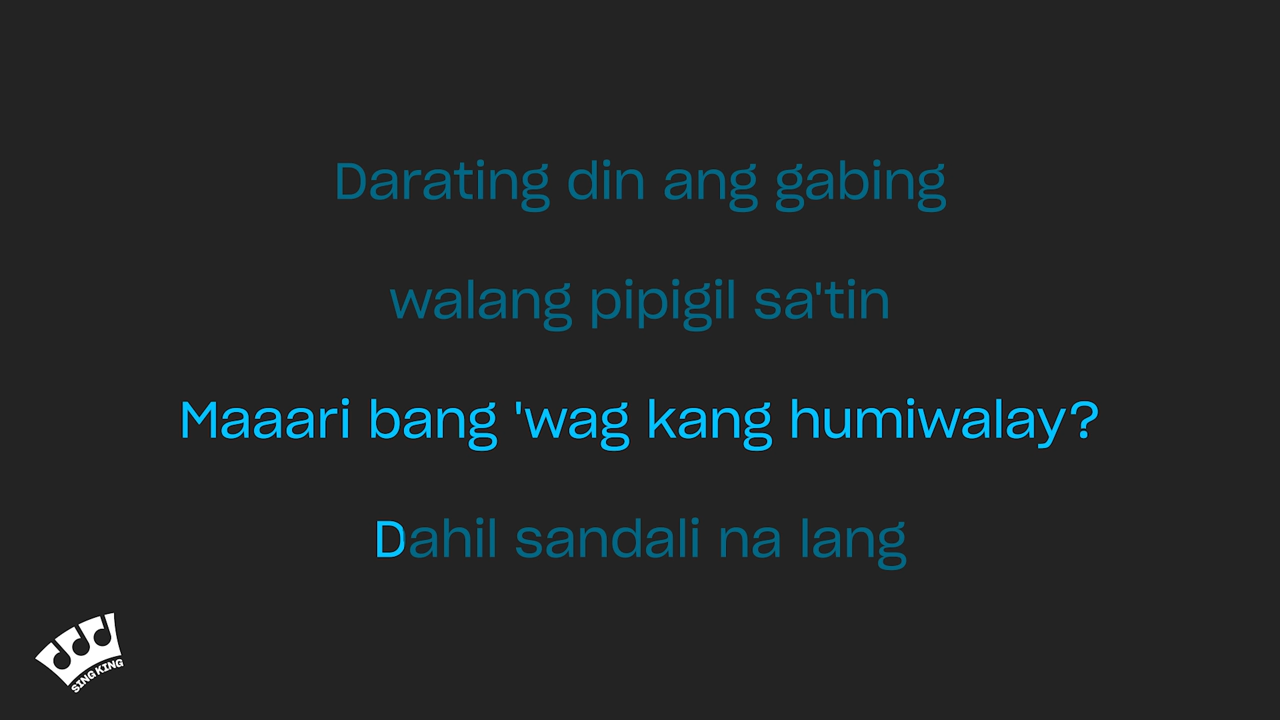 Darating din ang gabing
walang pipigil sa'tin
Maaari bang 'wag kang humiwalay?
Dahil sandali na lang
SING KING